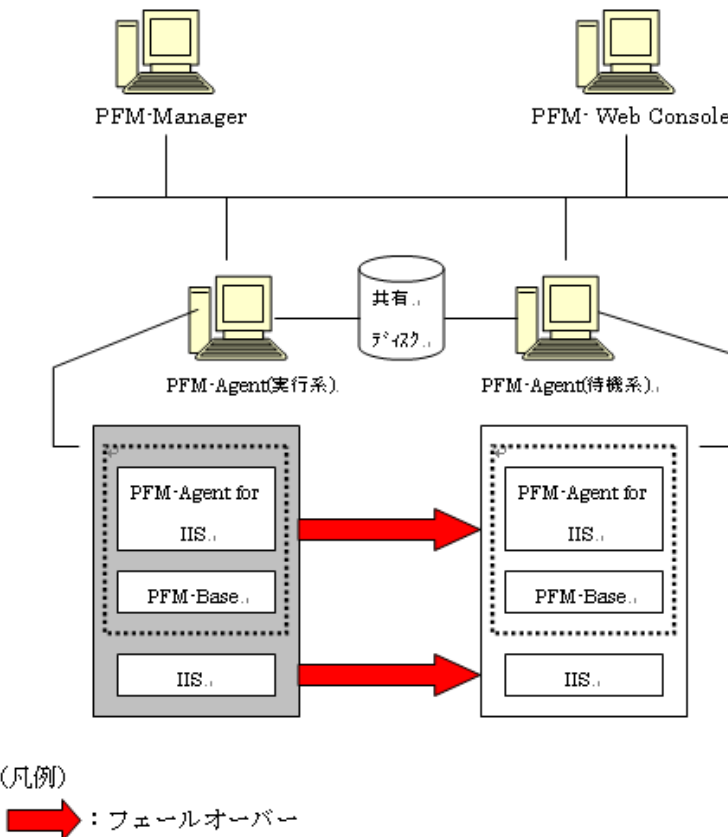 PFM-Manager
PFM- Web Console
共有
ディスク
PFM-Agent(実行系)
PFM-Agent(待機系)
PFM-Agent for
IIS
PFM-Base
IIS
PFM-Agent for
IIS
PFM-Base
IIS
(凡例)
：フェールオーバー